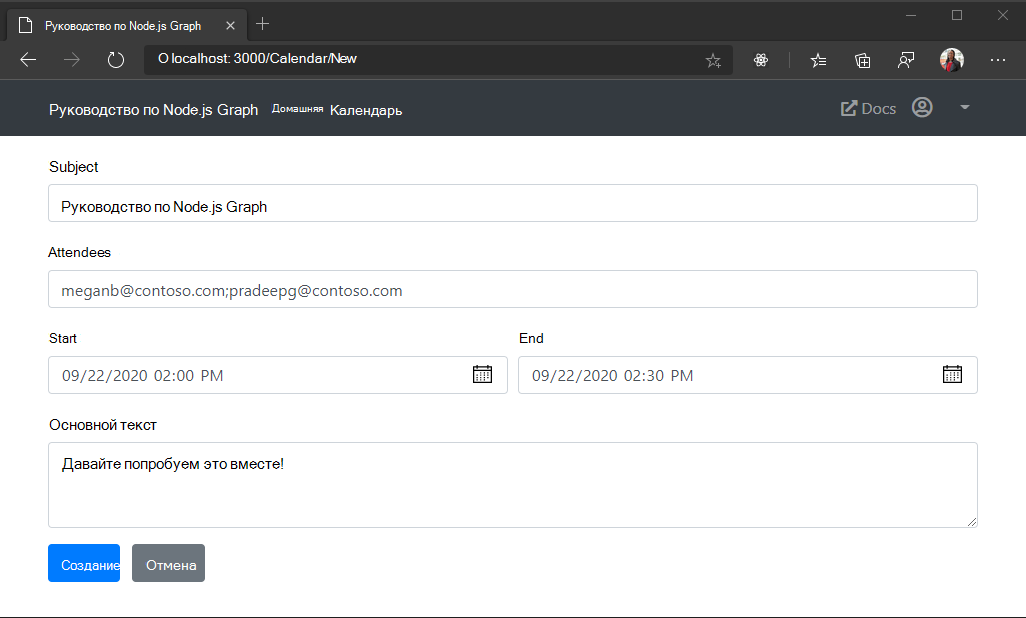 Руководство по Node.js Graph
O localhost: 3000/Calendar/New
Руководство по Node.js Graph Домашняя Календарь Docs
Subject
Руководство по Node.js Graph
Attendees
meganb@contoso.com;pradeepg@contoso.com
Start End
09/22/2020 02:00 PM 09/22/2020 02:30 PM
Основной текст
Давайте попробуем это вместе!
Создание Отмена